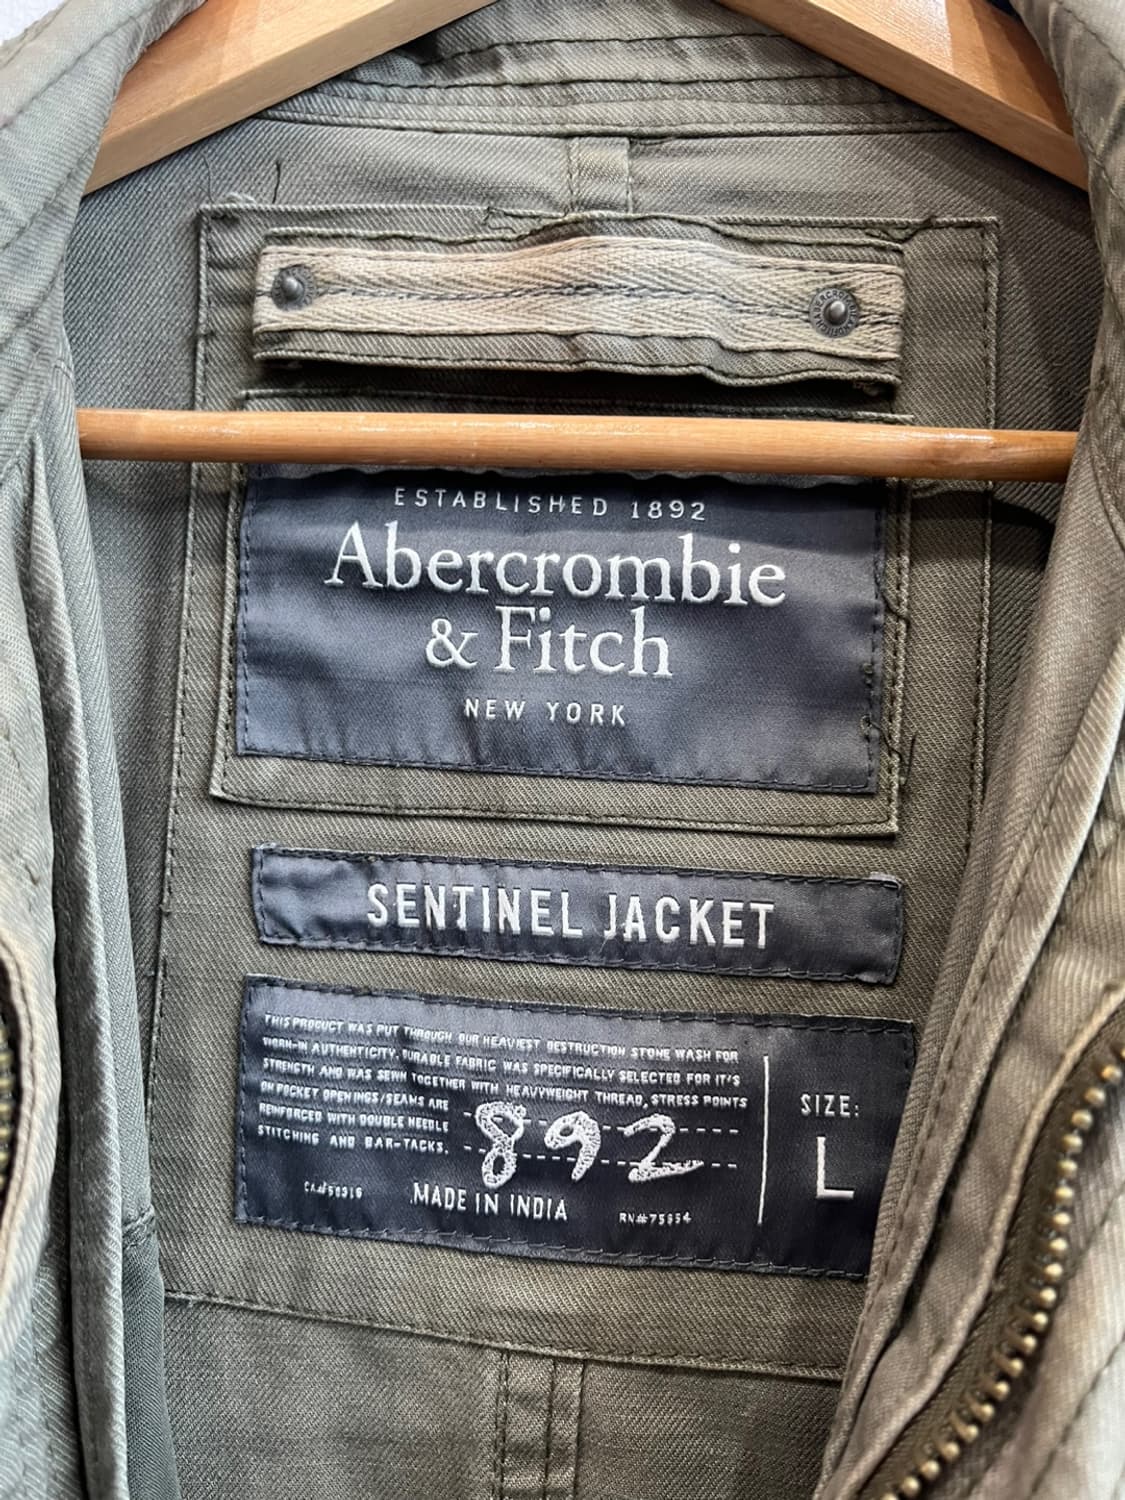 ESTABLISHED 1892
Abercrombie
& Fitch
NEW YORK
SENTINEL JACKET
THIS PRODUCT WAS PUT THROUGH OUR HEAVIEST DESTRUCTION STONE WASH FOR
WORN-IN AUTHENTICITY. DURABLE FABRIC WAS SPECIFICALLY SELECTED FOR IT'S
STRENGTH AND WAS SEWN TOGETHER WITH HEAVYWEIGHT THREAD, STRESS POINTS
ON POCKET OPENINGS/SEAMS ARE
REINFORCED WITH DOUBLE NEEDLE
STITCHING AND BAR-TACKS.
892
MADE IN INDIA
SIZE:
L